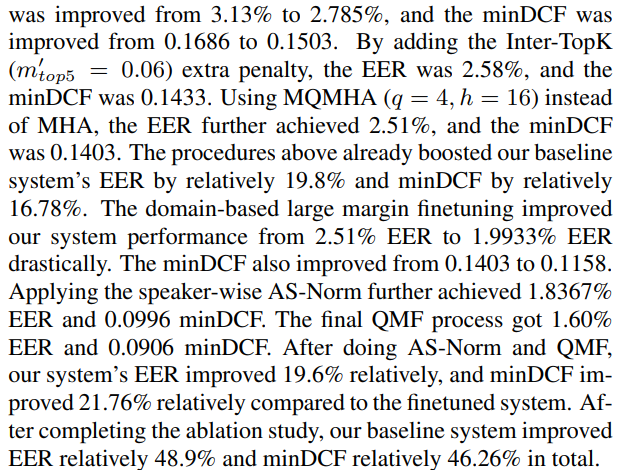 was improved from 3.13% to 2.785%, and the minDCF was
improved from 0.1686 to 0.1503. By adding the Inter-TopK
(m′top5 = 0.06) extra penalty, the EER was 2.58%, and the
minDCF was 0.1433. Using MQMHA (q = 4, h = 16) instead
of MHA, the EER further achieved 2.51%, and the minDCF
was 0.1403. The procedures above already boosted our baseline
system's EER by relatively 19.8% and minDCF by relatively
16.78%. The domain-based large margin finetuning improved
our system performance from 2.51% EER to 1.9933% EER
drastically. The minDCF also improved from 0.1403 to 0.1158.
Applying the speaker-wise AS-Norm further achieved 1.8367%
EER and 0.0996 minDCF. The final QMF process got 1.60%
EER and 0.0906 minDCF. After doing AS-Norm and QMF,
our system's EER improved 19.6% relatively, and minDCF im-
proved 21.76% relatively compared to the finetuned system. Af-
ter completing the ablation study, our baseline system improved
EER relatively 48.9% and minDCF relatively 46.26% in total.